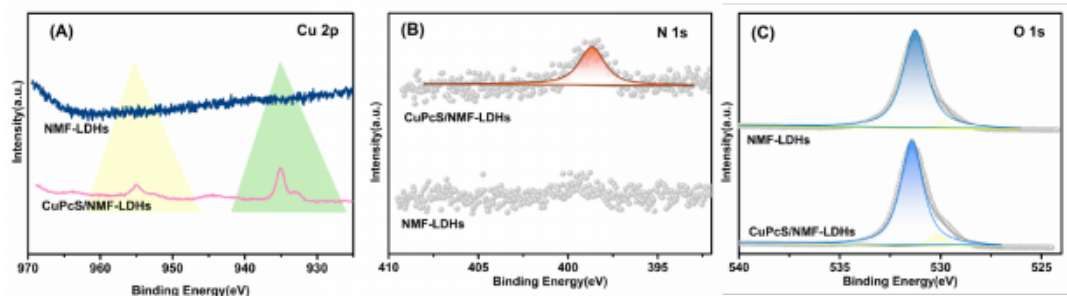 (A)
Cu 2p
Intensity(a.u.)
NMF-LDHs
CuPcS/NMF-LDHs
970
960
950
940
930
Binding Energy(eV)
(B)
N 1s
Intensity(a.u.)
CuPcS/NMF-LDHs
NMF-LDHs
410
405
400
395
Binding Energy(eV)
(C)
O 1s
Intensity(a.u.)
NMF-LDHs
CuPcS/NMF-LDHs
540
535
530
525
Binding Energy(eV)